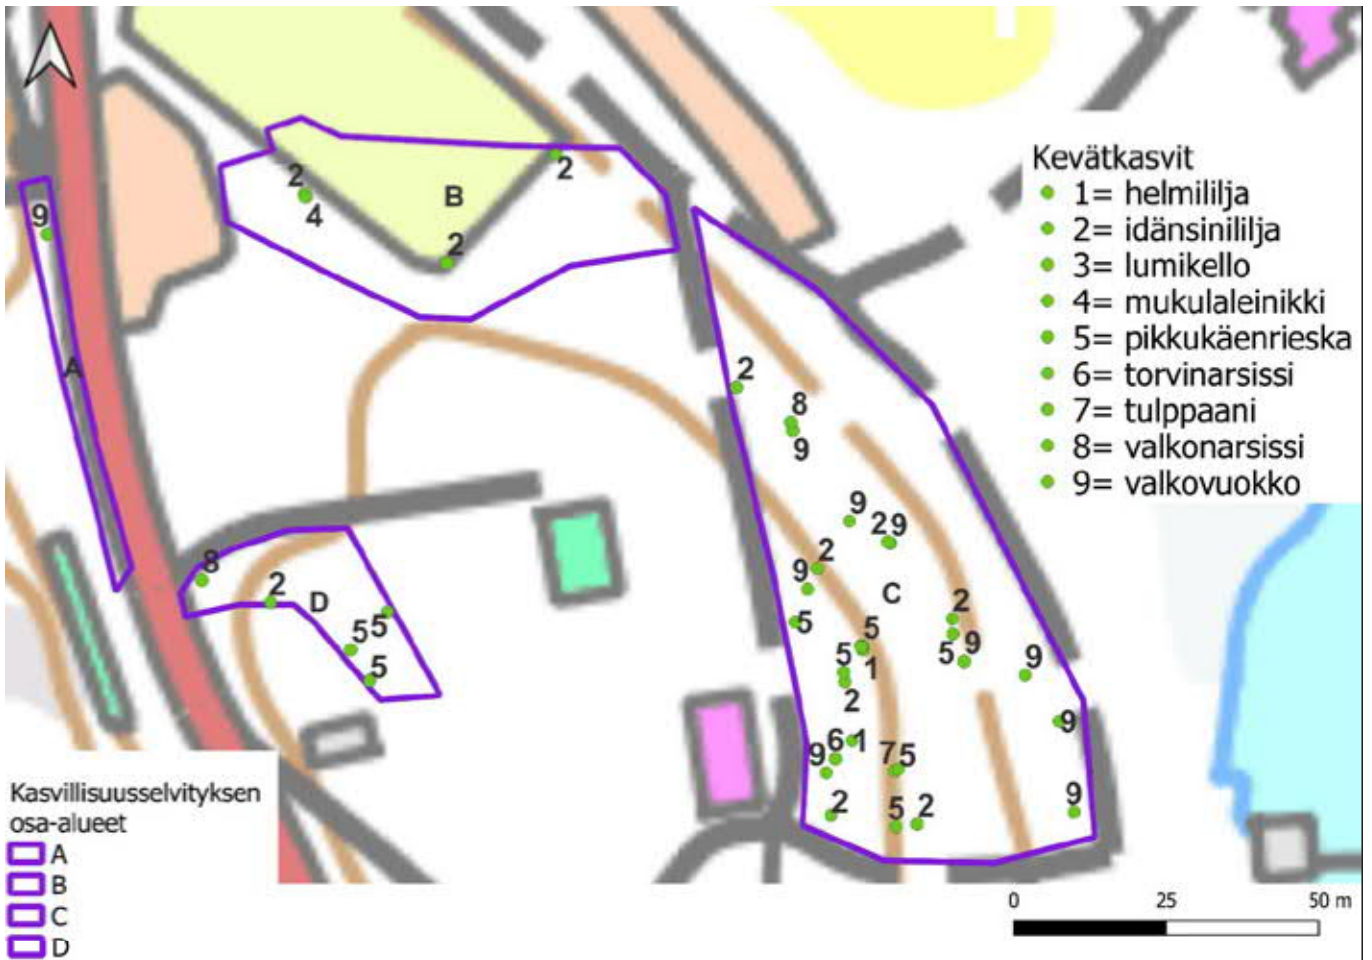 Kevätkasvit
1= helmililja
2= idänsinililja
3= lumikello
4= mukulaleinikki
5= pikkukäenrieska
6= torvinarsissi
7= tulppaani
8= valkonarsissi
9= valkovuokko
9
A
2
4
B
2
2
2
8
9
9
29
2
9
C
5
5
5
1
2
2
5
9
9
9
9
6
1
9
7
5
2
5
2
8
2
D
5
5
5
Kasvillisuusselvityksen
osa-alueet
A
B
C
D
0 25 50 m